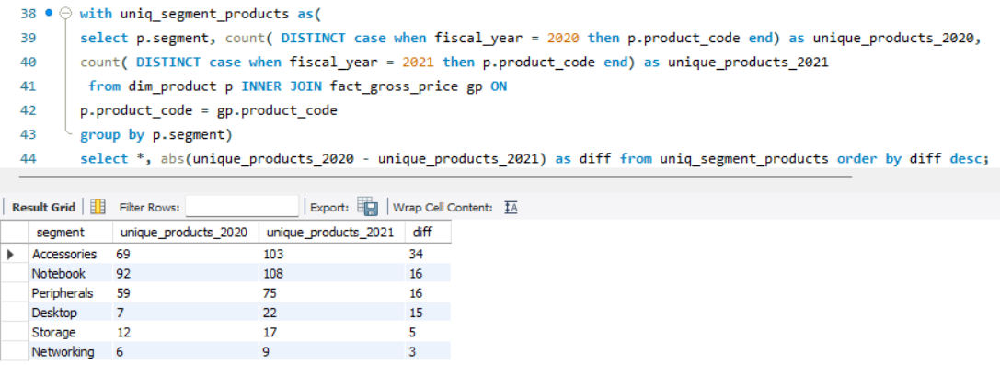 38 with uniq_segment_products as(
39 select p.segment, count( DISTINCT case when fiscal_year = 2020 then p.product_code end) as unique_products_2020,
40 count( DISTINCT case when fiscal_year = 2021 then p.product_code end) as unique_products_2021
41 from dim_product p INNER JOIN fact_gross_price gp ON
42 p.product_code = gp.product_code
43 group by p.segment)
44 select *, abs(unique_products_2020 - unique_products_2021) as diff from uniq_segment_products order by diff desc;
Result Grid Filter Rows: Export: Wrap Cell Content: IA
segment unique_products_2020 unique_products_2021 diff
Accessories 69 103 34
Notebook 92 108 16
Peripherals 59 75 16
Desktop 7 22 15
Storage 12 17 5
Networking 6 9 3